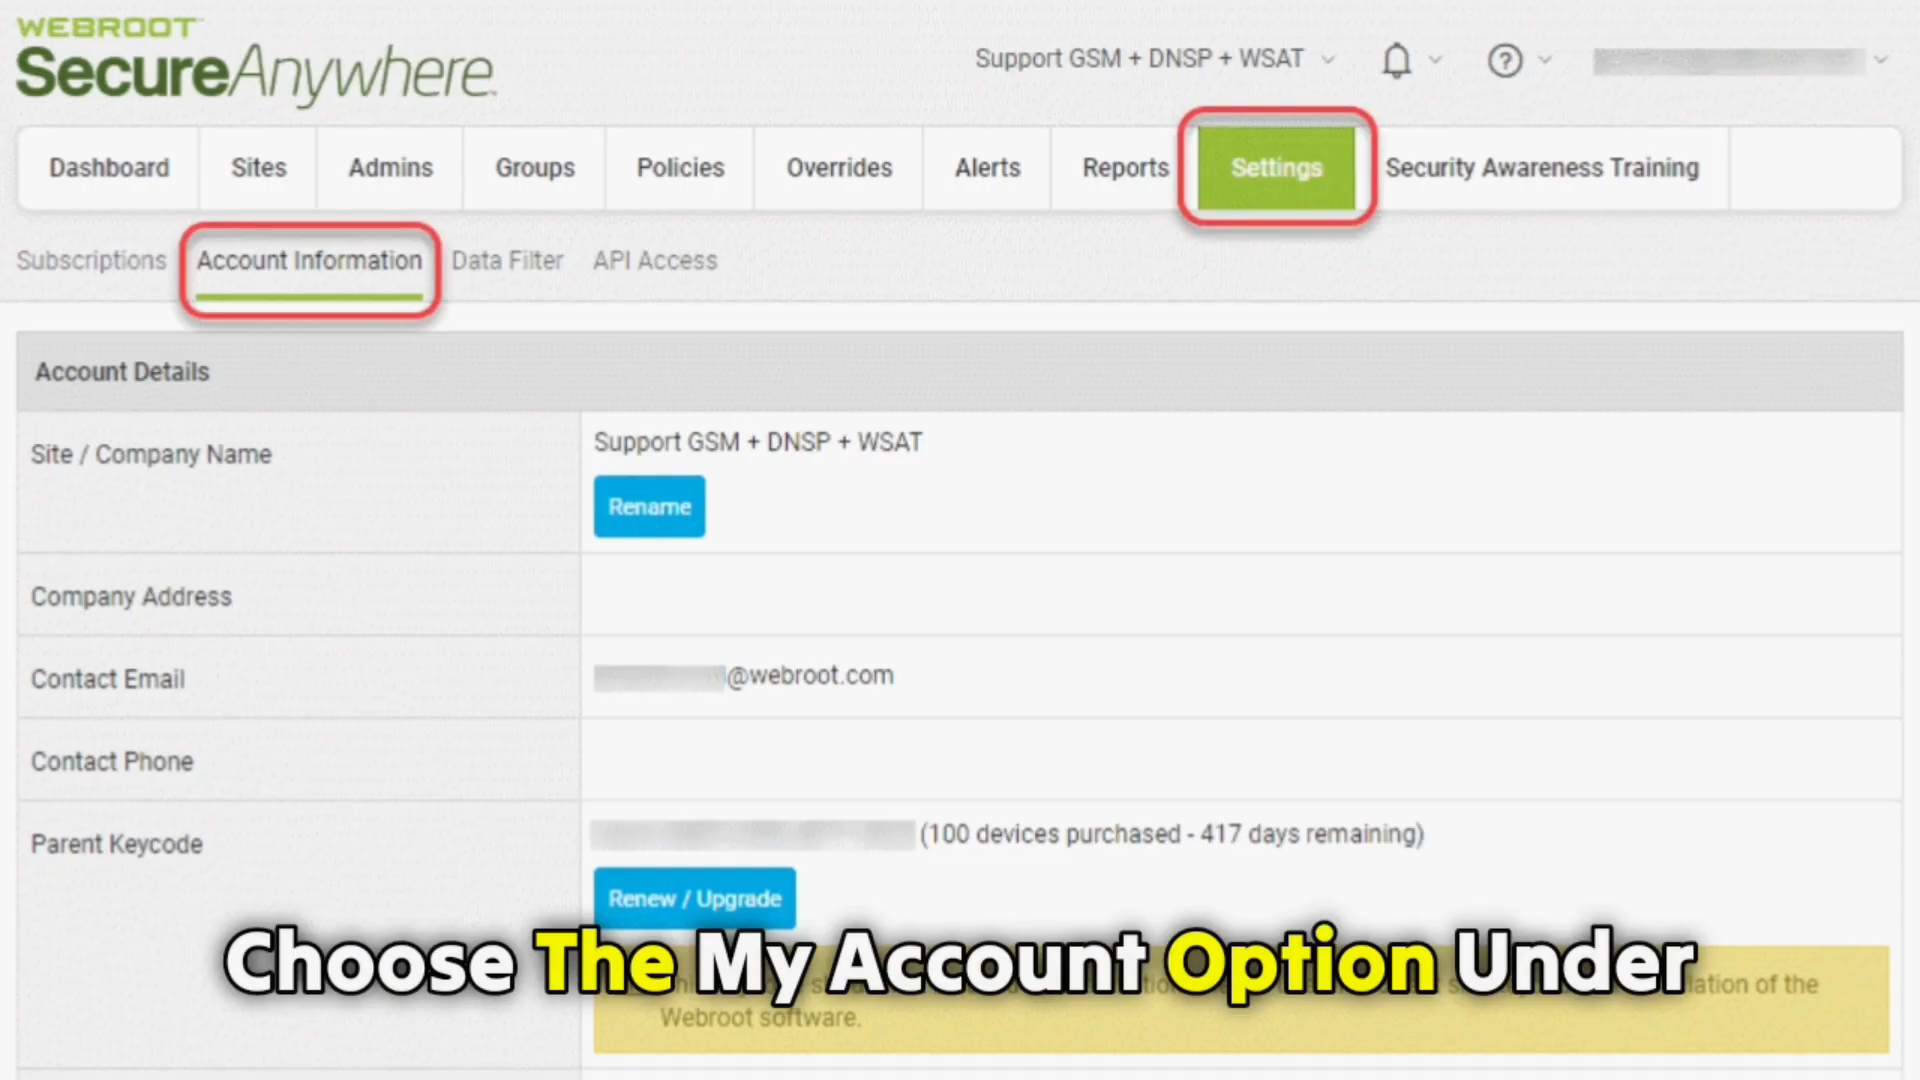 WEBROOT
SecureAnywhere
Support GSM + DNSP + WSAT
Dashboard Sites Admins Groups Policies Overrides Alerts Reports Settings Security Awareness Training
Subscriptions Account Information Data Filter API Access
Account Details
Site / Company Name
Support GSM + DNSP + WSAT
Rename
Company Address
Contact Email
@webroot.com
Contact Phone
Parent Keycode
(100 devices purchased - 417 days remaining)
Renew / Upgrade
Choose The My Account Option Under
of the
Webroot software.